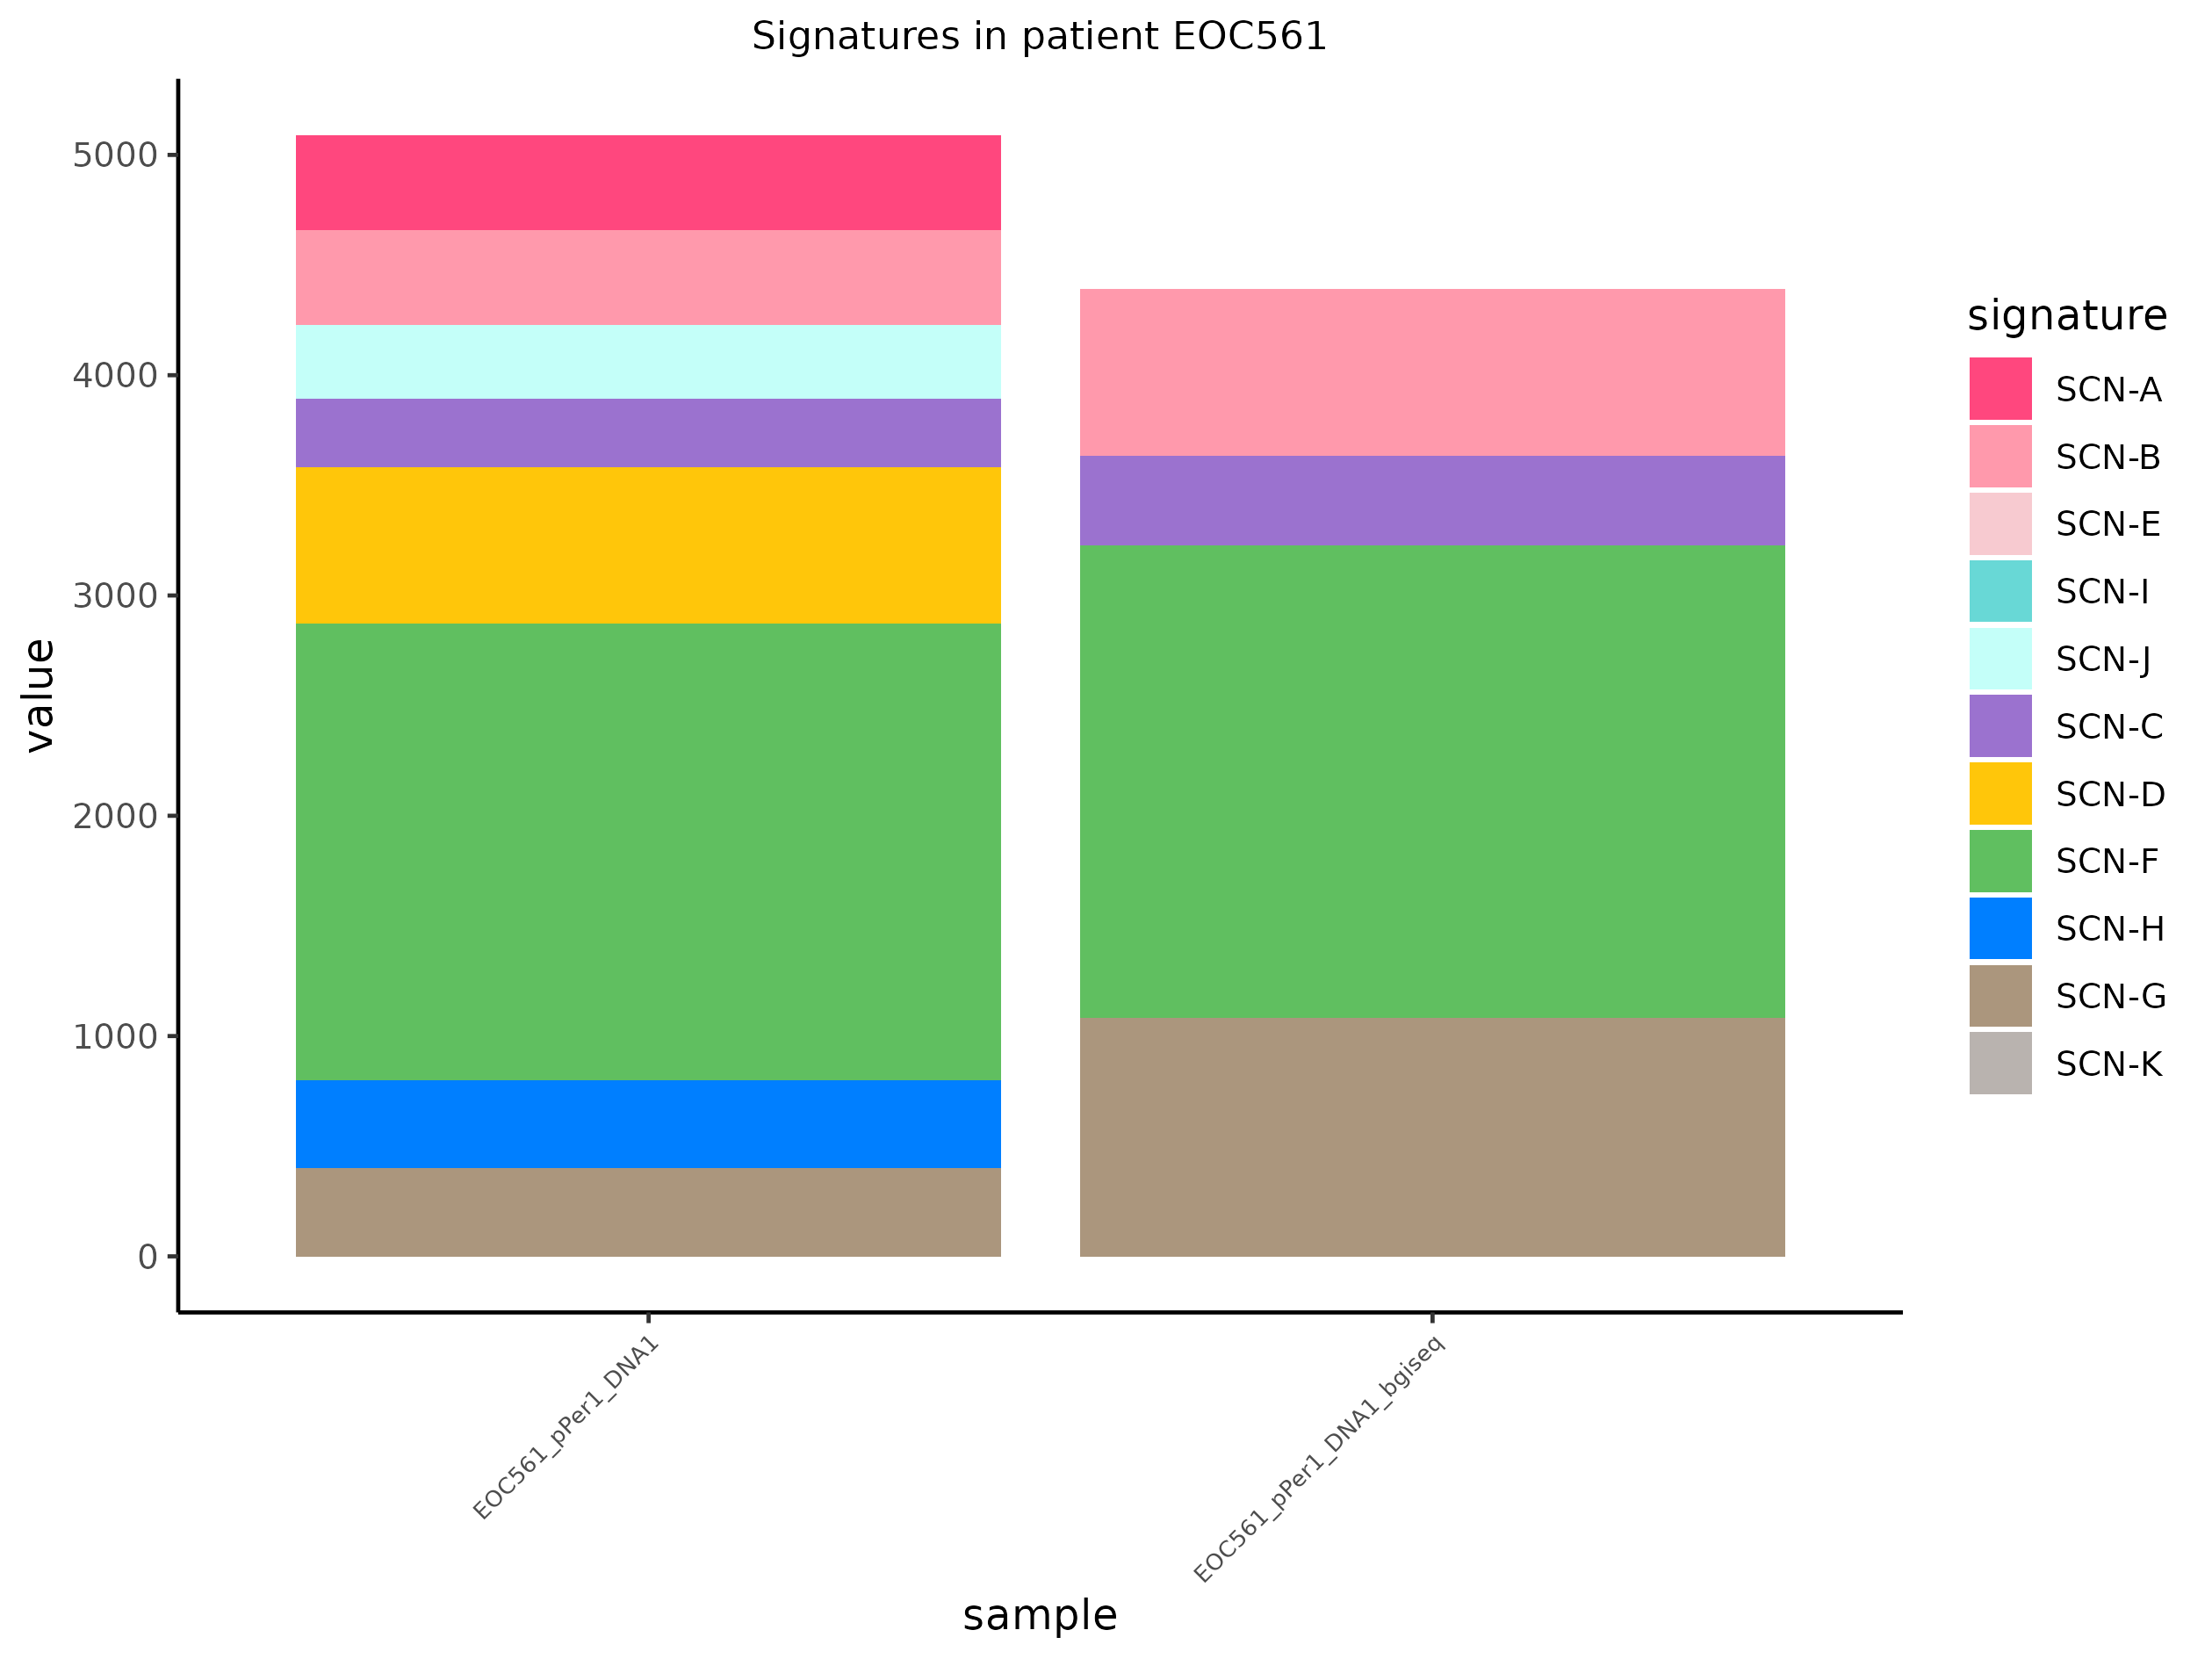 Signatures in patient EOC561
value
5000
4000
3000
2000
1000
0
EOC561_pPer1_DNA1
EOC561_pPer1_DNA1_bgiseq
sample
signature
SCN-A
SCN-B
SCN-E
SCN-I
SCN-J
SCN-C
SCN-D
SCN-F
SCN-H
SCN-G
SCN-K